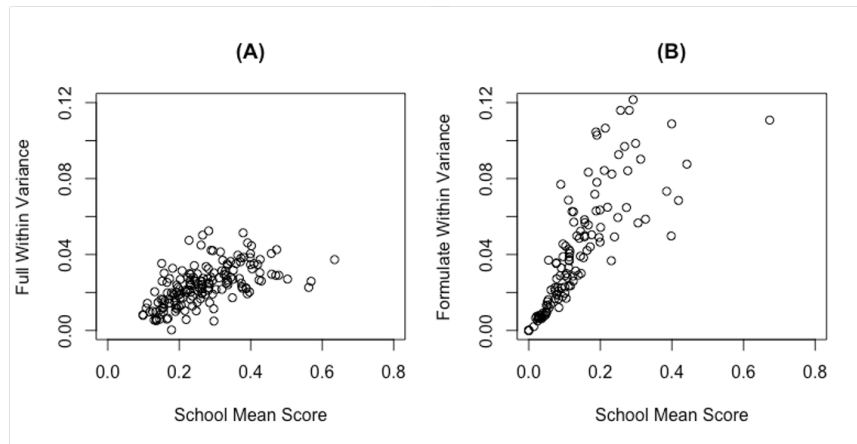 (A)
Full Within Variance
0.12
0.08
0.04
0.00
0.0 0.2 0.4 0.6 0.8
School Mean Score
(B)
Formulate Within Variance
0.12
0.08
0.04
0.00
0.0 0.2 0.4 0.6 0.8
School Mean Score